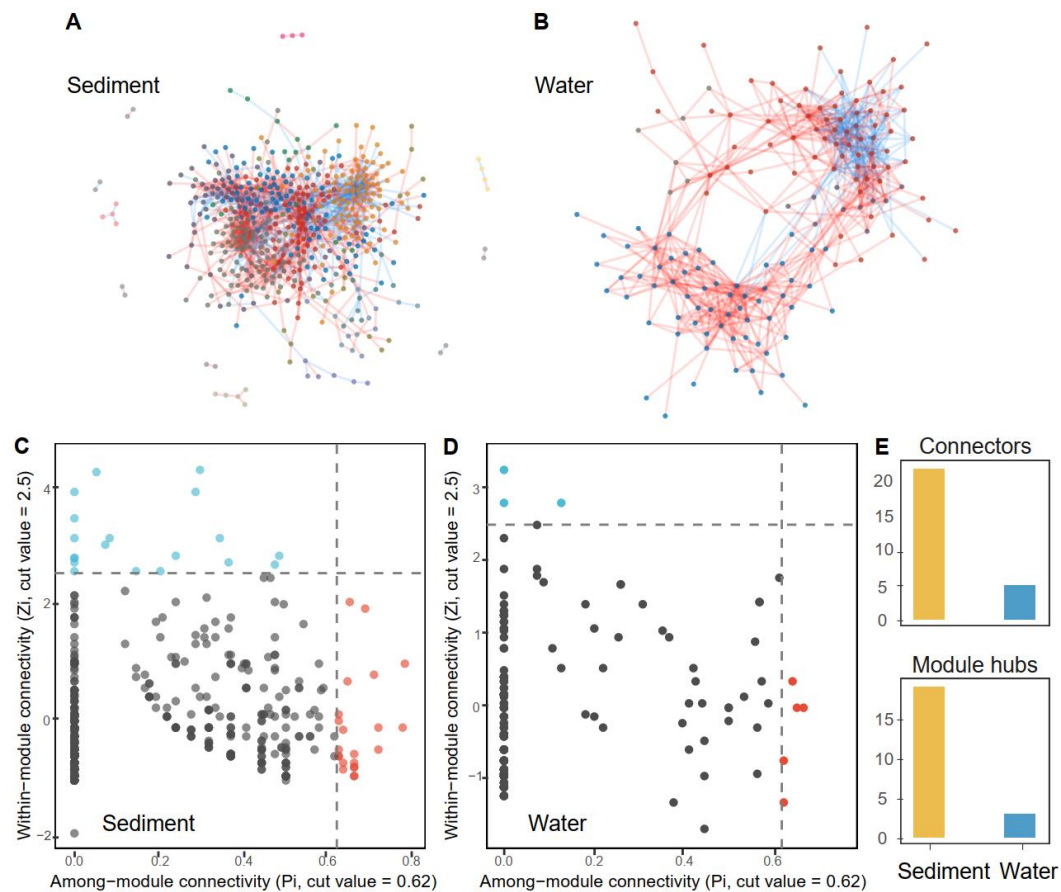 A
Sediment
B
Water
C
Within-module connectivity (Zi, cut value = 2.5)
4
2
0
−2
Sediment
0.0 0.2 0.4 0.6 0.8
Among-module connectivity (Pi, cut value = 0.62)
D
Within-module connectivity (Zi, cut value = 2.5)
3
2
1
0
−1
Water
0.0 0.2 0.4 0.6
Among-module connectivity (Pi, cut value = 0.62)
E
Connectors
20
15
10
5
0
Module hubs
15
10
5
0
Sediment Water